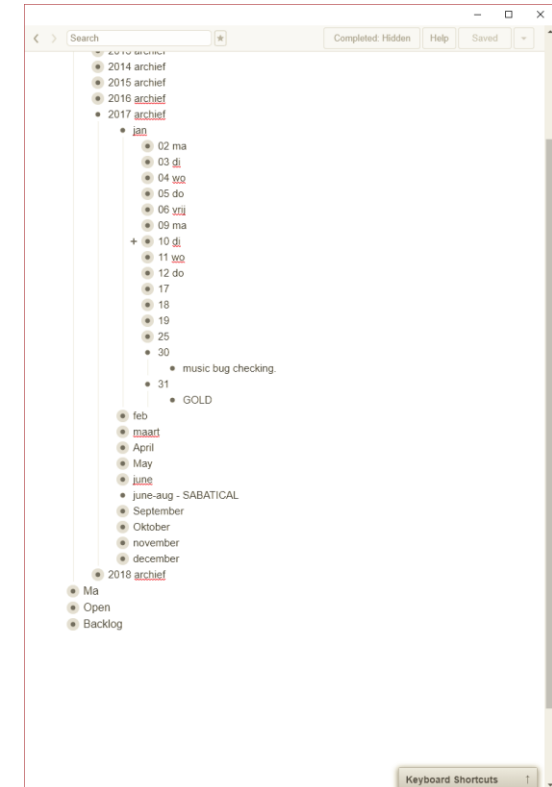 Search
Completed: Hidden
Help
Saved
2014 archief
2015 archief
2016 archief
2017 archief
jan
02 ma
03 di
04 wo
05 do
06 vrij
09 ma
10 di
11 wo
12 do
17
18
19
25
30
music bug checking.
31
GOLD
feb
maart
April
May
june
june-aug - SABATICAL
September
Oktober
november
december
2018 archief
Ma
Open
Backlog
Keyboard Shortcuts